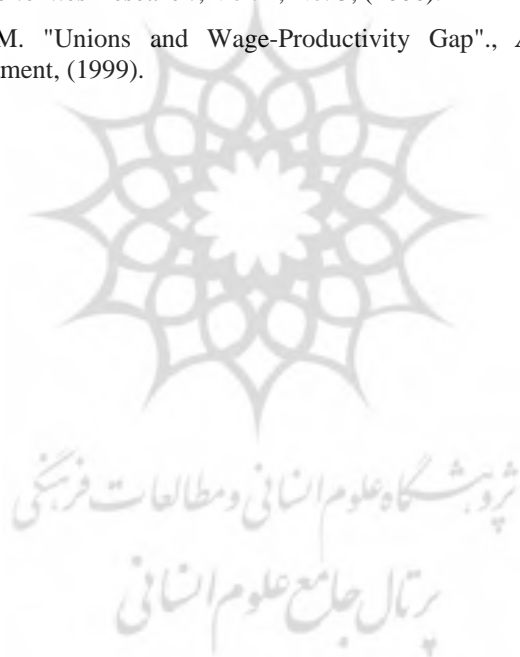 M. "Unions and Wage-Productivity Gap".,
ment, (1999).
پژوهشگاه علوم انسانی و مطالعات فرهنگی
پرتال جامع علوم انسانی